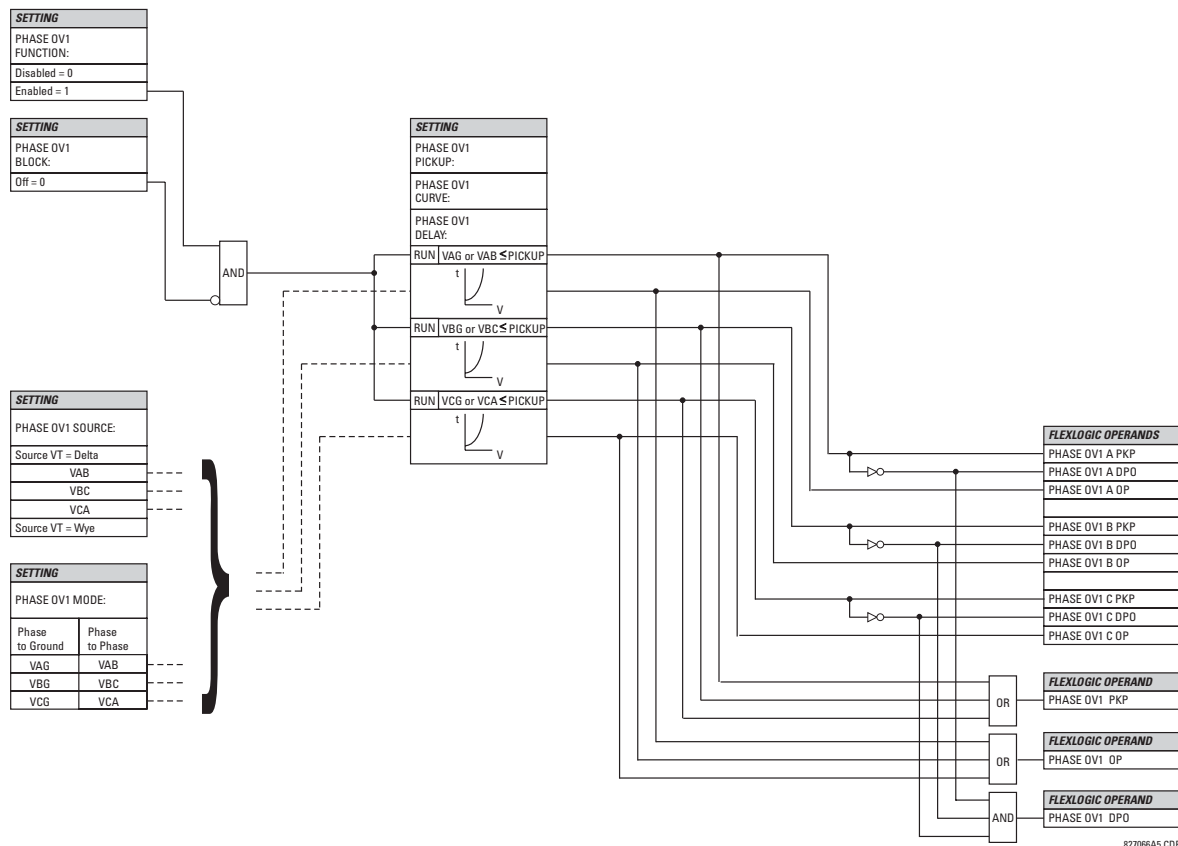 SETTING
PHASE OV1
FUNCTION:
Disabled = 0
Enabled = 1
SETTING
PHASE OV1
BLOCK:
Off = 0
AND
SETTING
PHASE OV1
PICKUP:
PHASE OV1
CURVE:
PHASE OV1
DELAY:
RUN VAG or VAB ≤ PICKUP
t
V
RUN VBG or VBC ≤ PICKUP
t
V
RUN VCG or VCA ≤ PICKUP
t
V
SETTING
PHASE OV1 SOURCE:
Source VT = Delta
VAB
VBC
VCA
Source VT = Wye
SETTING
PHASE OV1 MODE:
Phase to Ground
Phase to Phase
VAG VAB
VBG VBC
VCG VCA
FLEXLOGIC OPERANDS
PHASE OV1 A PKP
PHASE OV1 A DPO
PHASE OV1 A OP
PHASE OV1 B PKP
PHASE OV1 B DPO
PHASE OV1 B OP
PHASE OV1 C PKP
PHASE OV1 C DPO
PHASE OV1 C OP
OR
FLEXLOGIC OPERAND
PHASE OV1 PKP
OR
FLEXLOGIC OPERAND
PHASE OV1 OP
AND
FLEXLOGIC OPERAND
PHASE OV1 DPO